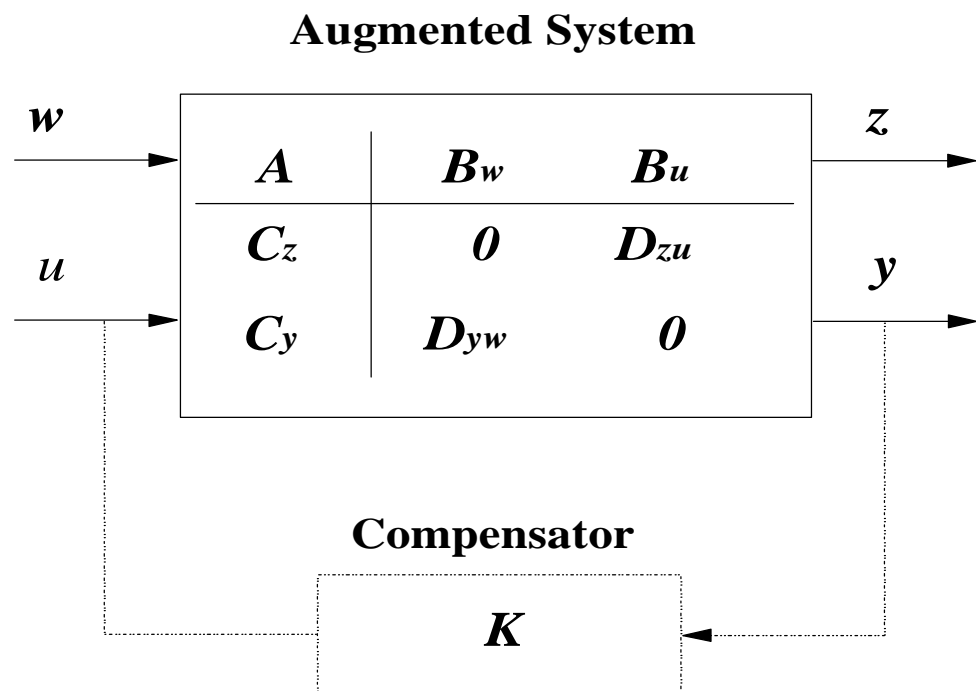 Augmented System
w
z
A Bw Bu
Cz 0 Dzu
u
y
Cy Dyw 0
Compensator
K